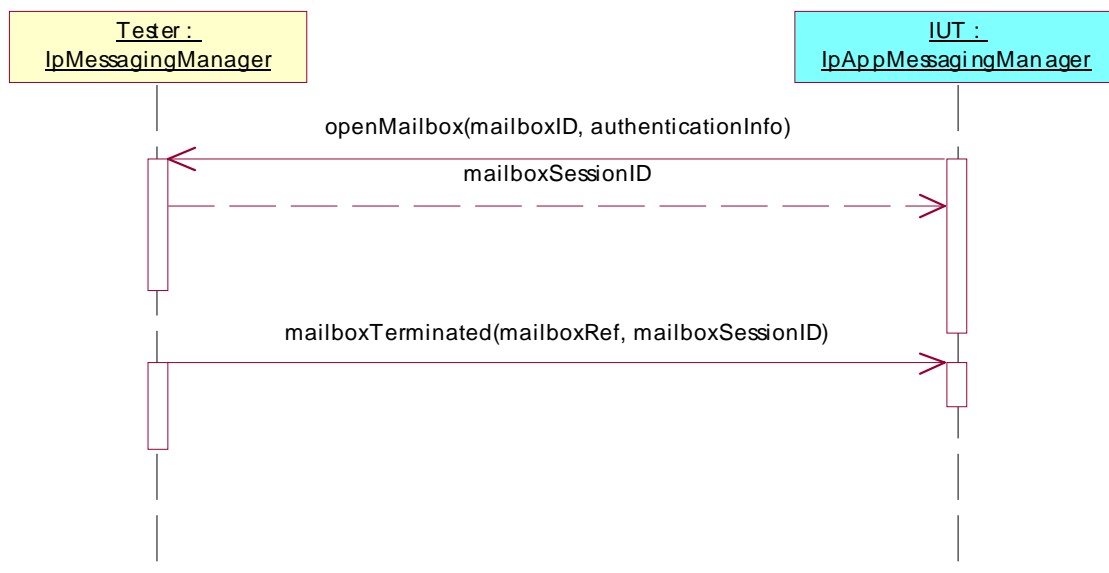 Tester :
IpMessagingManager
IUT :
IpAppMessagingManager
openMailbox(mailboxID, authenticationInfo)
mailboxSessionID
mailboxTerminated(mailboxRef, mailboxSessionID)